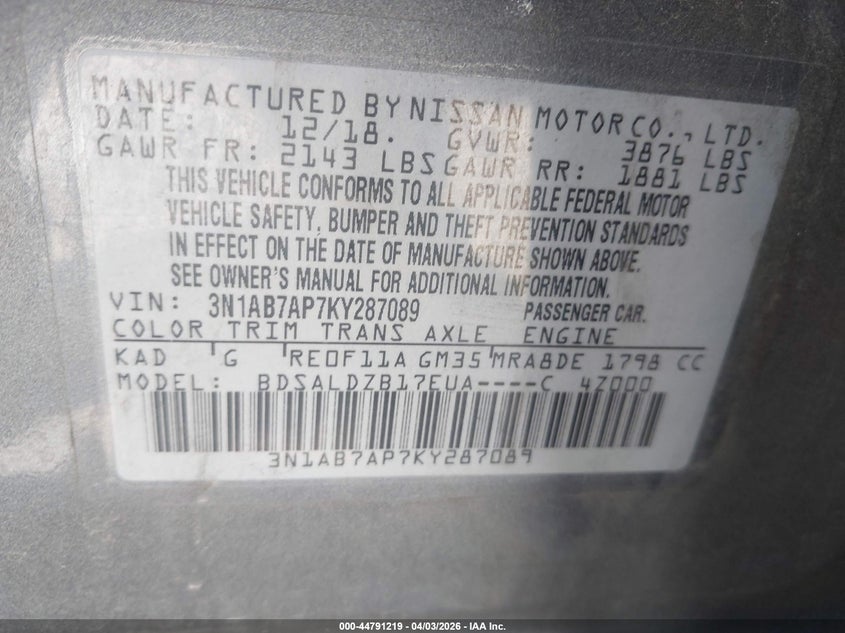 MANUFACTURED BY NISSAN MOTOR CO., LTD.
DATE: 12/18. GVWR: 3876 LBS
GAWR FR: 2143 LBS GAWR RR: 1881 LBS
THIS VEHICLE CONFORMS TO ALL APPLICABLE FEDERAL MOTOR
VEHICLE SAFETY, BUMPER AND THEFT PREVENTION STANDARDS
IN EFFECT ON THE DATE OF MANUFACTURE SHOWN ABOVE.
SEE OWNER'S MANUAL FOR ADDITIONAL INFORMATION.
VIN: 3N1AB7AP7KY287089 PASSENGER CAR.
COLOR TRIM TRANS AXLE ENGINE
KAD G RE0F11A GM35 MRA8DE 1798 CC
MODEL: BDSALDZB17EUA----C 4Z000
3N1AB7AP7KY287089
000-44791219 | 04/03/2026 - IAA Inc.